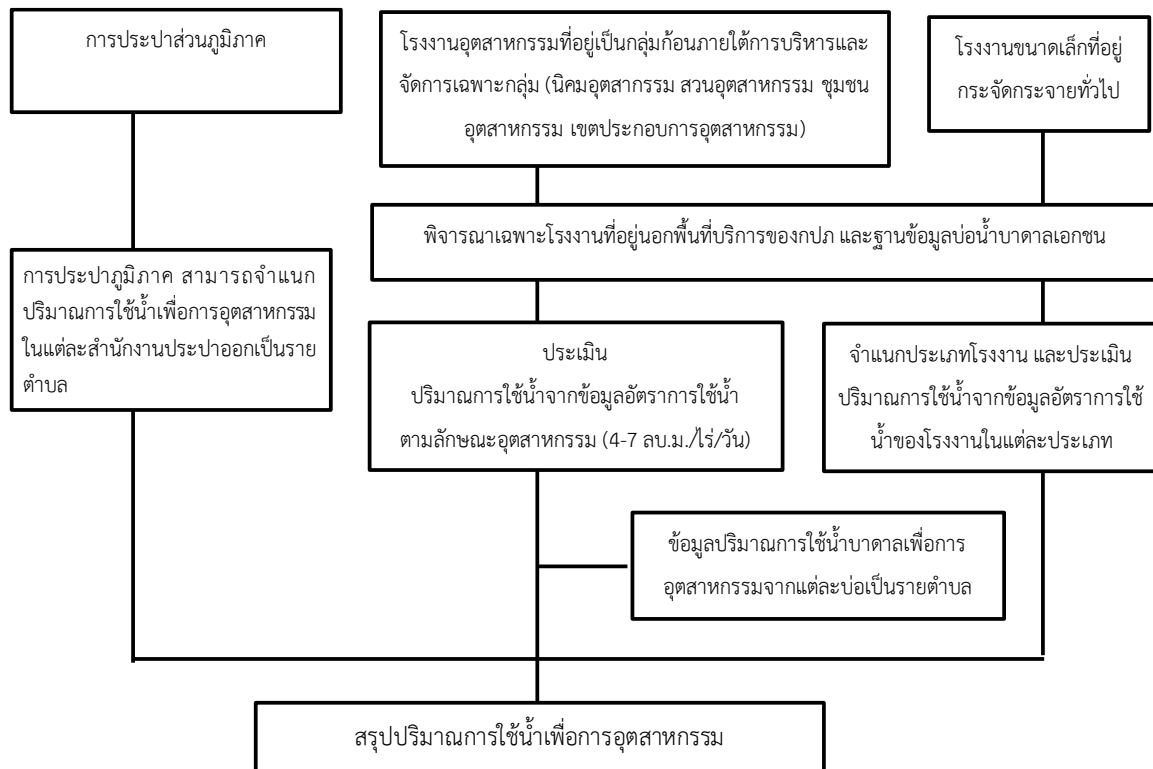 การประปาส่วนภูมิภาค
โรงงานอุตสาหกรรมที่อยู่เป็นกลุ่มก้อนภายใต้การบริหารและ
จัดการเฉพาะกลุ่ม (นิคมอุตสากรรม สวนอุตสาหกรรม ชุมชน
อุตสาหกรรม เขตประกอบการอุตสาหกรรม)
โรงงานขนาดเล็กที่อยู่
กระจัดกระจายทั่วไป
พิจารณาเฉพาะโรงงานที่อยู่นอกพื้นที่บริการของกปภ และฐานข้อมูลบ่อน้ำบาดาลเอกชน
การประปาภูมิภาค สามารถจำแนก
ปริมาณการใช้น้ำเพื่อการอุตสาหกรรม
ในแต่ละสำนักงานประปาออกเป็นราย
ตำบล
ประเมิน
ปริมาณการใช้น้ำจากข้อมูลอัตราการใช้น้ำ
ตามลักษณะอุตสาหกรรม (4-7 ลบ.ม./ไร่/วัน)
จำแนกประเภทโรงงาน และประเมิน
ปริมาณการใช้น้ำจากข้อมูลอัตราการใช้
น้ำของโรงงานในแต่ละประเภท
ข้อมูลปริมาณการใช้น้ำบาดาลเพื่อการ
อุตสาหกรรมจากแต่ละบ่อเป็นรายตำบล
สรุปปริมาณการใช้น้ำเพื่อการอุตสาหกรรม